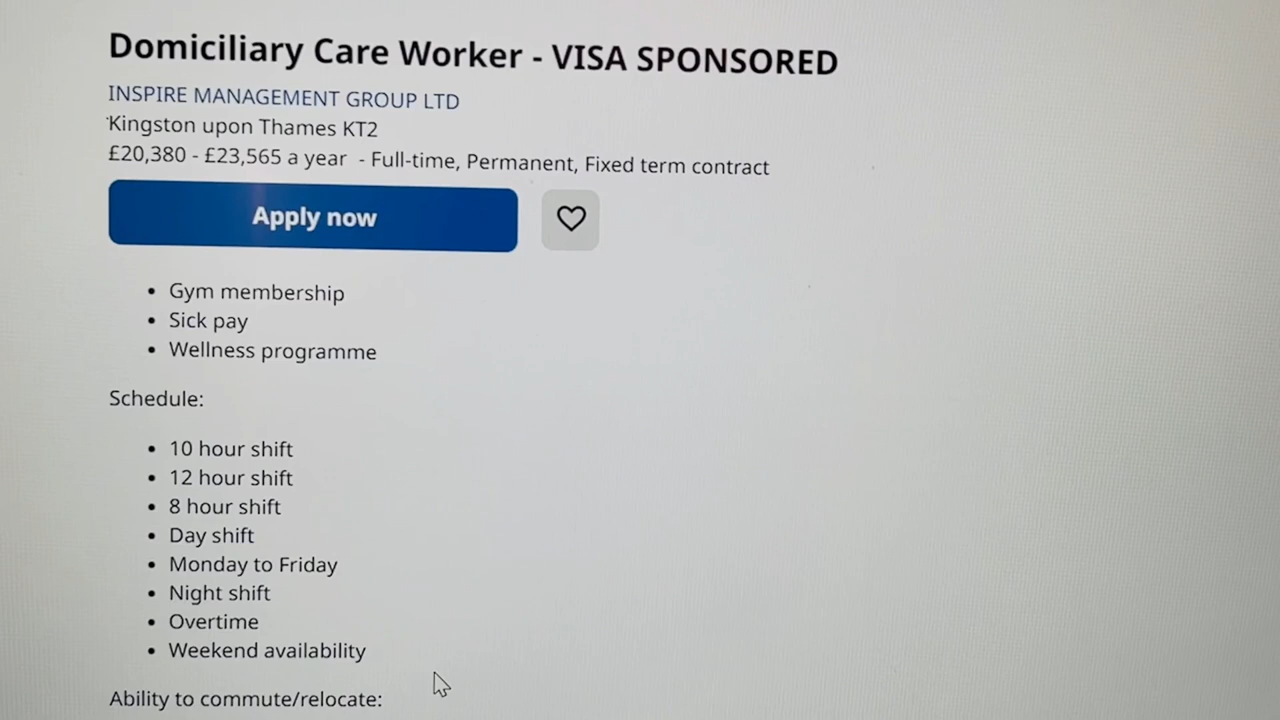 Domiciliary Care Worker - VISA SPONSORED
INSPIRE MANAGEMENT GROUP LTD
Kingston upon Thames KT2
£20,380 - £23,565 a year - Full-time, Permanent, Fixed term contract
Apply now
• Gym membership
• Sick pay
• Wellness programme
Schedule:
• 10 hour shift
• 12 hour shift
• 8 hour shift
• Day shift
• Monday to Friday
• Night shift
• Overtime
• Weekend availability
Ability to commute/relocate: